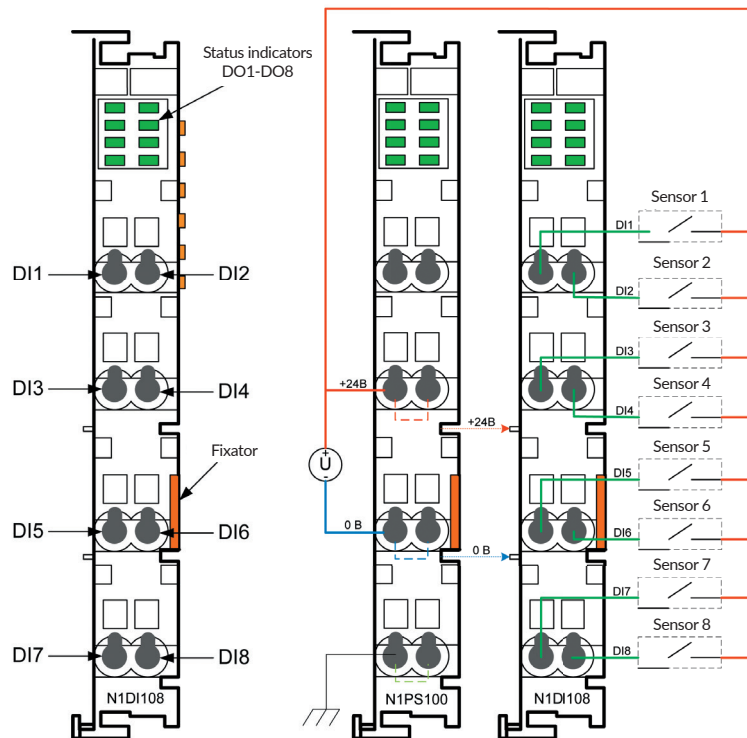 Status indicators
DO1-DO8
DI1
DI2
DI3
DI4
Fixator
DI5
DI6
DI7
DI8
N1DI108
+24В
+
U
-
0 В
N1PS100
+24В
0 В
DI1
DI2
DI3
DI4
DI5
DI6
DI7
DI8
N1DI108
Sensor 1
Sensor 2
Sensor 3
Sensor 4
Sensor 5
Sensor 6
Sensor 7
Sensor 8